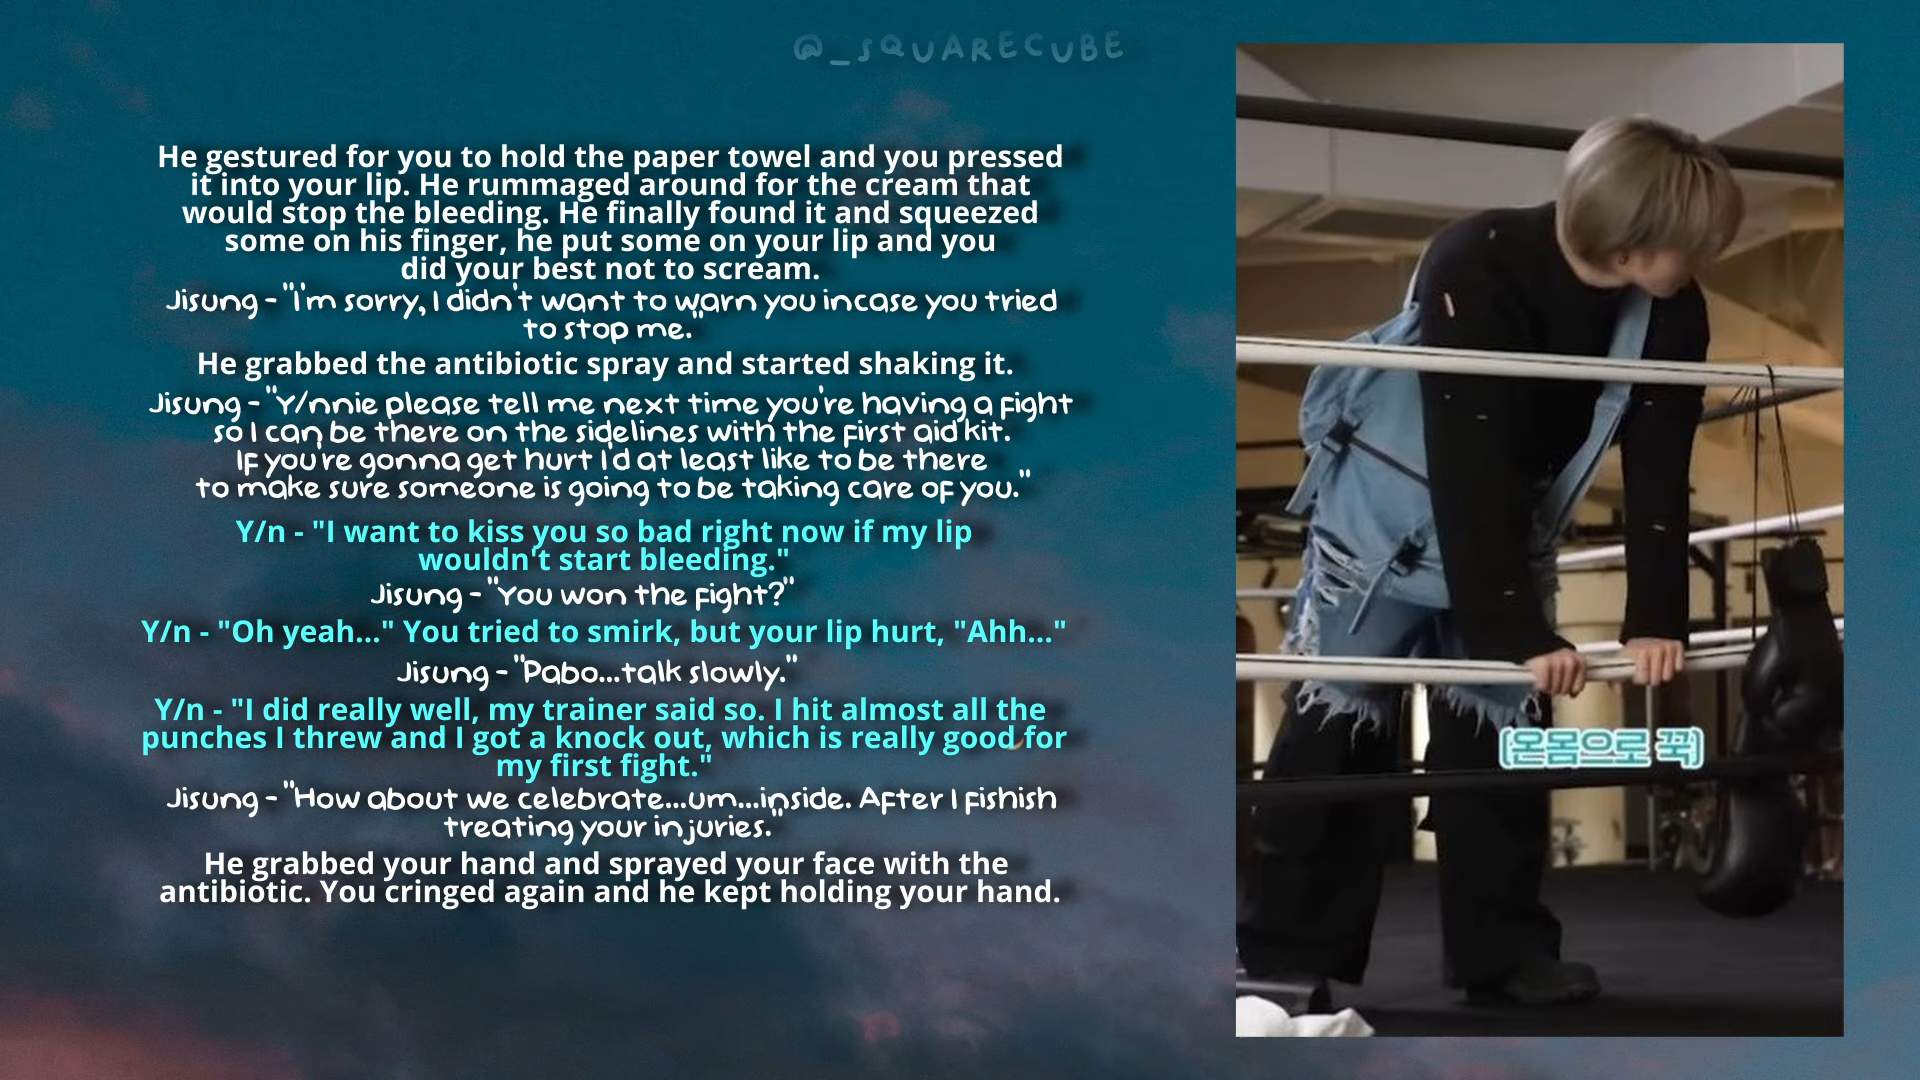 @_SQUARECUBE
He gestured for you to hold the paper towel and you pressed
it into your lip. He rummaged around for the cream that
would stop the bleeding. He finally found it and squeezed
some on his finger, he put some on your lip and you
did your best not to scream.
Jisung - "I'm sorry, I didn't want to warn you incase you tried
to stop me."
He grabbed the antibiotic spray and started shaking it.
Jisung - "Y/nnie please tell me next time you're having a fight
so I can be there on the sidelines with the first aid kit.
If you're gonna get hurt I'd at least like to be there
to make sure someone is going to be taking care of you."
Y/n - "I want to kiss you so bad right now if my lip
wouldn't start bleeding."
Jisung - "You won the fight?"
Y/n - "Oh yeah..." You tried to smirk, but your lip hurt, "Ahh..."
Jisung - "Pabo...talk slowly."
Y/n - "I did really well, my trainer said so. I hit almost all the
punches I threw and I got a knock out, which is really good for
my first fight."
Jisung - "How about we celebrate...um...inside. After I fishish
treating your injuries."
He grabbed your hand and sprayed your face with the
antibiotic. You cringed again and he kept holding your hand.
(온몸으로 꾹)